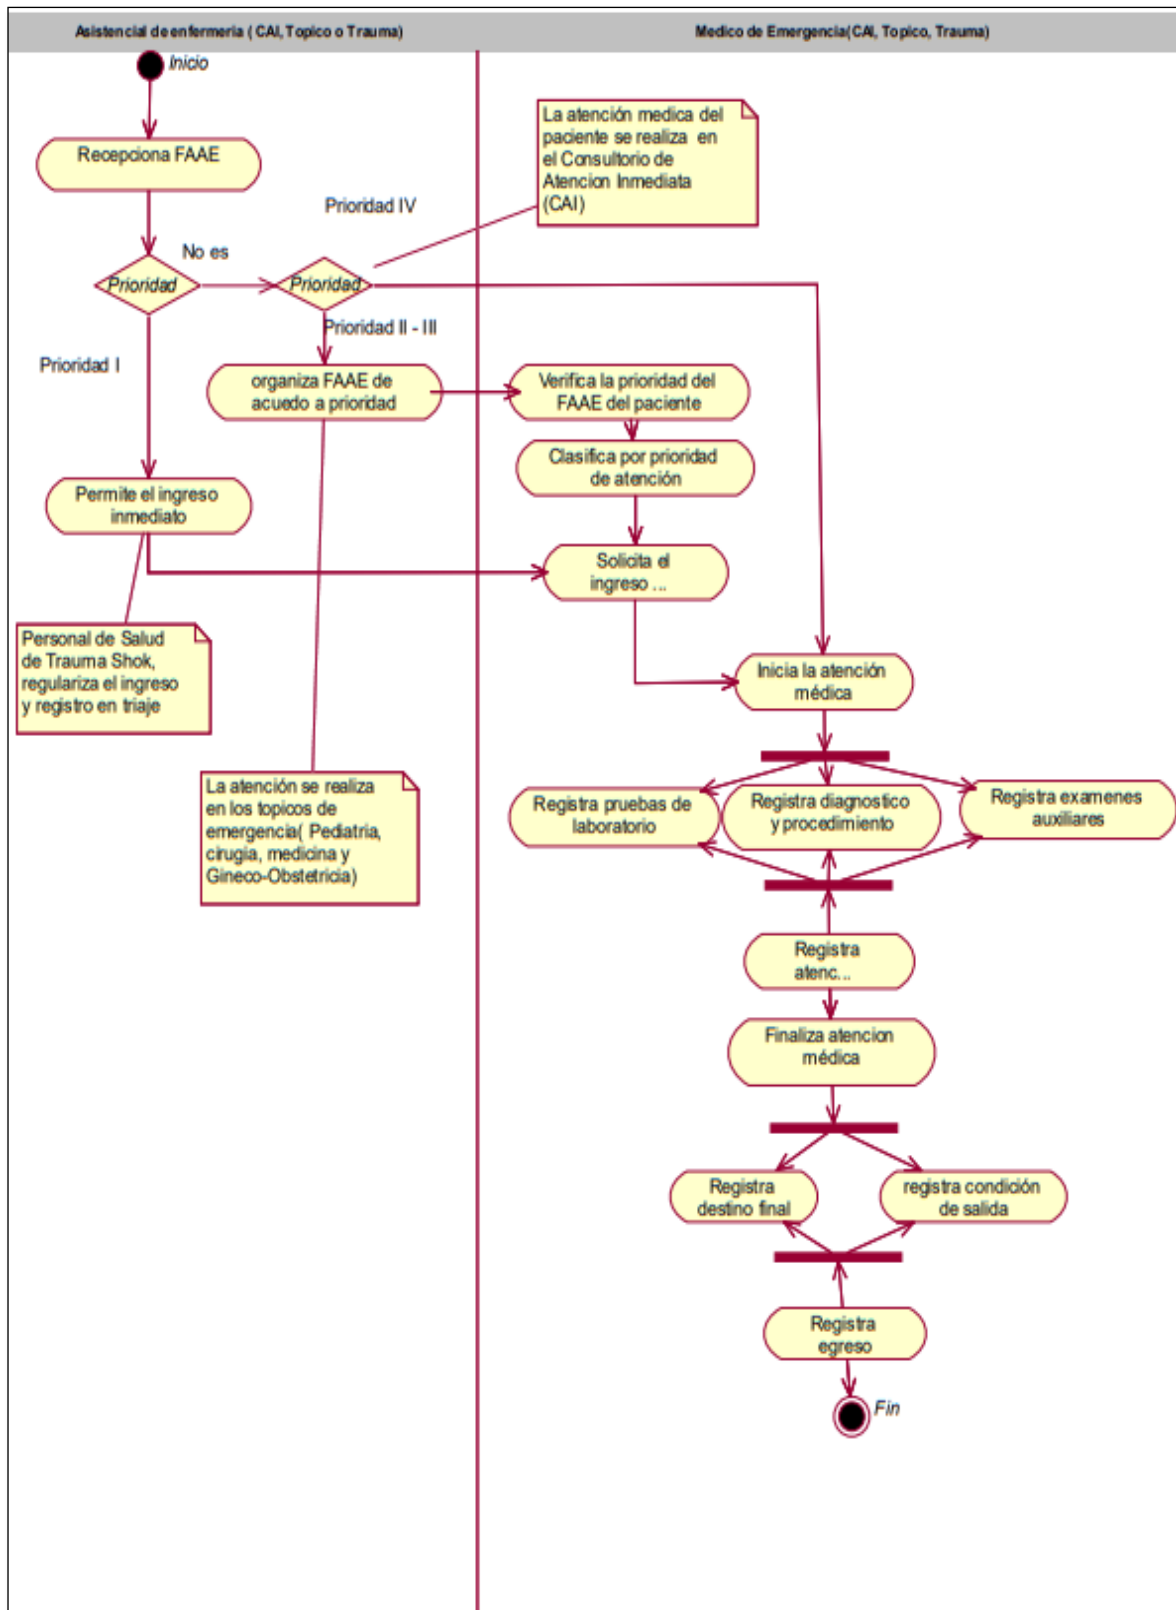 Asistencial de enfermería ( CAI, Topico o Trauma)
Medico de Emergencia(CAI, Topico, Trauma)
Inicio
La atención medica del
paciente se realiza en
el Consultorio de
Atencion Inmediata
(CAI)
Recepciona FAAE
Prioridad IV
No es
Prioridad
Prioridad
Prioridad II - III
Prioridad I
organiza FAAE de
acuedo a prioridad
Verifica la prioridad del
FAAE del paciente
Clasifica por prioridad
de atención
Permite el ingreso
inmediato
Solicita el
ingreso ...
Personal de Salud
de Trauma Shok,
regulariza el ingreso
y registro en triaje
Inicia la atención
médica
La atención se realiza
en los topicos de
emergencia( Pediatria,
cirugia, medicina y
Gineco-Obstetricia)
Registra pruebas de
laboratorio
Registra diagnostico
y procedimiento
Registra examenes
auxiliares
Registra
atenc...
Finaliza atencion
médica
Registra
destino final
registra condición
de salida
Registra
egreso
Fin